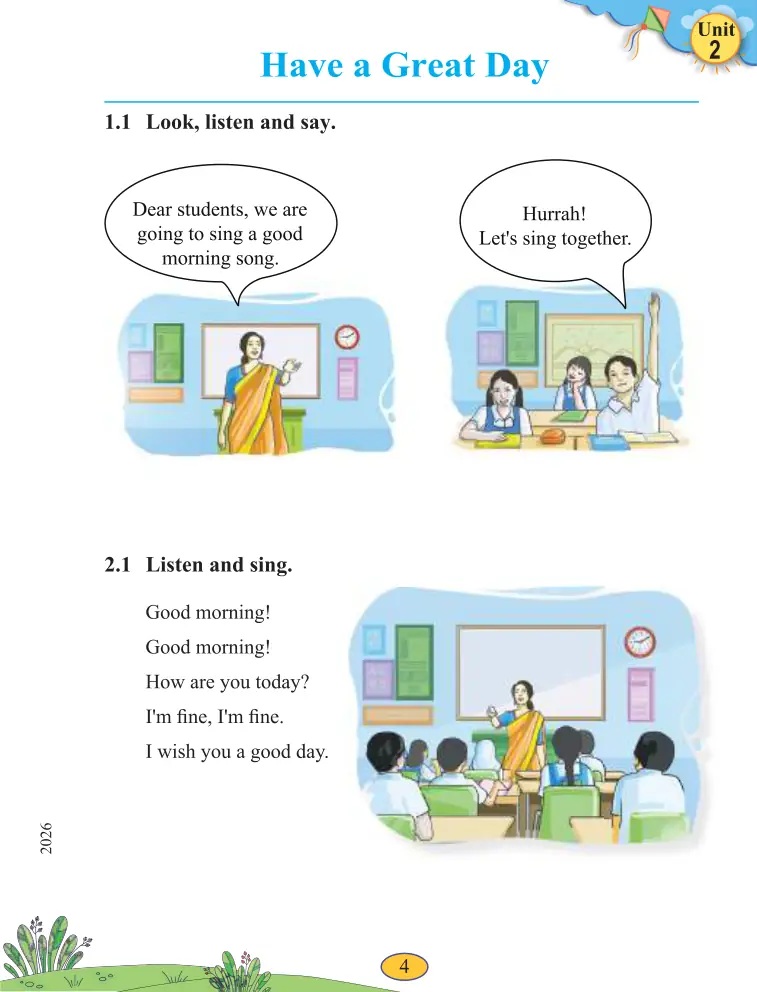 Unit
2
Have a Great Day
1.1 Look, listen and say.
Dear students, we are
going to sing a good
morning song.
Hurrah!
Let's sing together.
2.1 Listen and sing.
Good morning!
Good morning!
How are you today?
I'm fine, I'm fine.
I wish you a good day.
2026
4